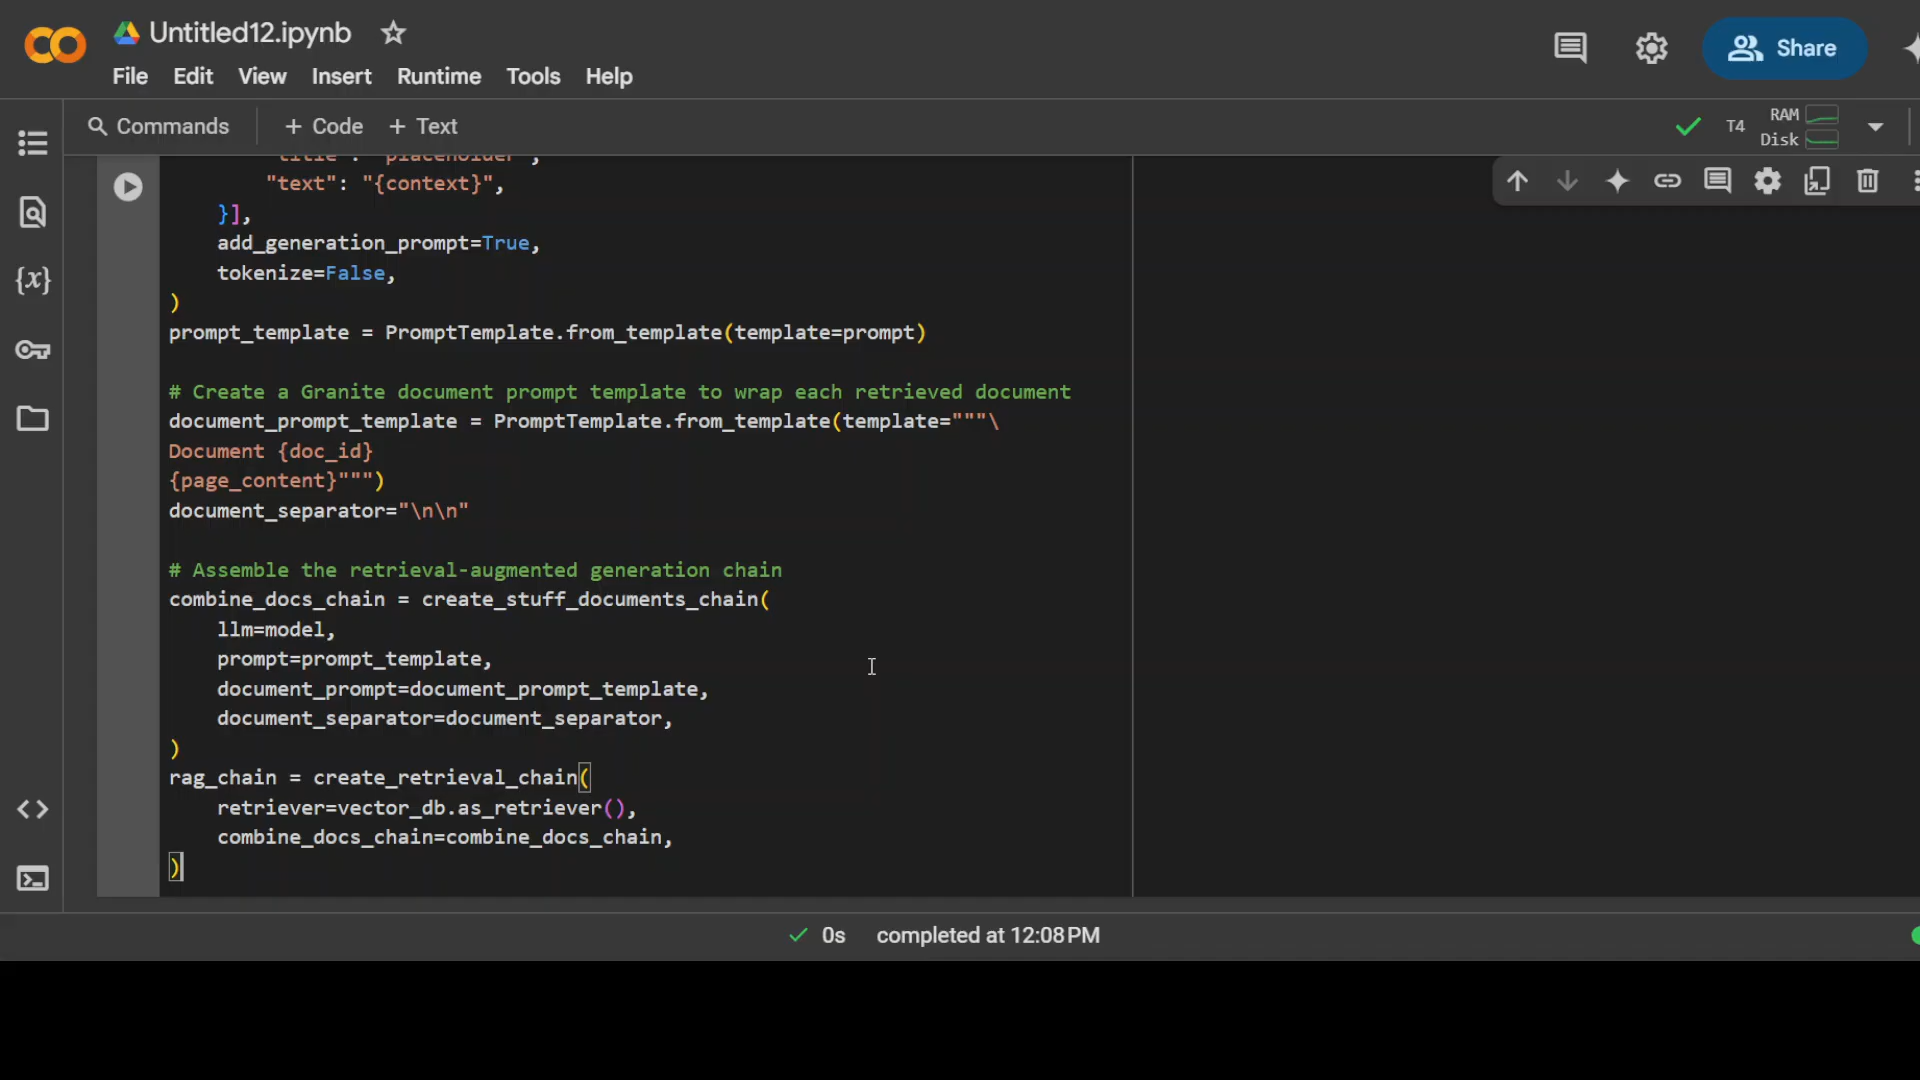 Untitled12.ipynb
File Edit View Insert Runtime Tools Help
Share
Commands + Code + Text
T4 RAM
Disk
"title": "placeholder",
"text": "{context}",
}],
add_generation_prompt=True,
tokenize=False,
)
prompt_template = PromptTemplate.from_template(template=prompt)
# Create a Granite document prompt template to wrap each retrieved document
document_prompt_template = PromptTemplate.from_template(template="""\
Document {doc_id}
{page_content}""")
document_separator="\n\n"
# Assemble the retrieval-augmented generation chain
combine_docs_chain = create_stuff_documents_chain(
llm=model,
prompt=prompt_template,
document_prompt=document_prompt_template,
document_separator=document_separator,
)
rag_chain = create_retrieval_chain(
retriever=vector_db.as_retriever(),
combine_docs_chain=combine_docs_chain,
)
0s completed at 12:08 PM